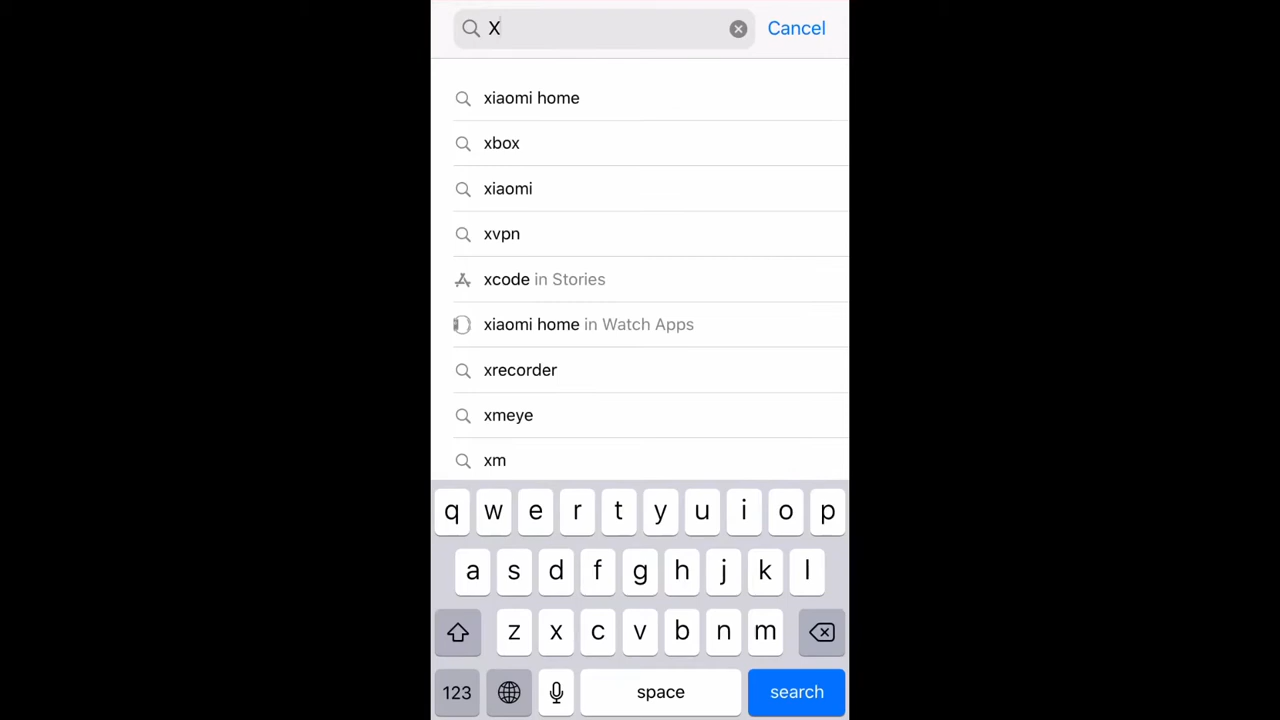 X Cancel
xiaomi home
xbox
xiaomi
xvpn
xcode in Stories
xiaomi home in Watch Apps
xrecorder
xmeye
xm
q w e r t y u i o p
a s d f g h j k l
z x c v b n m
123 space search